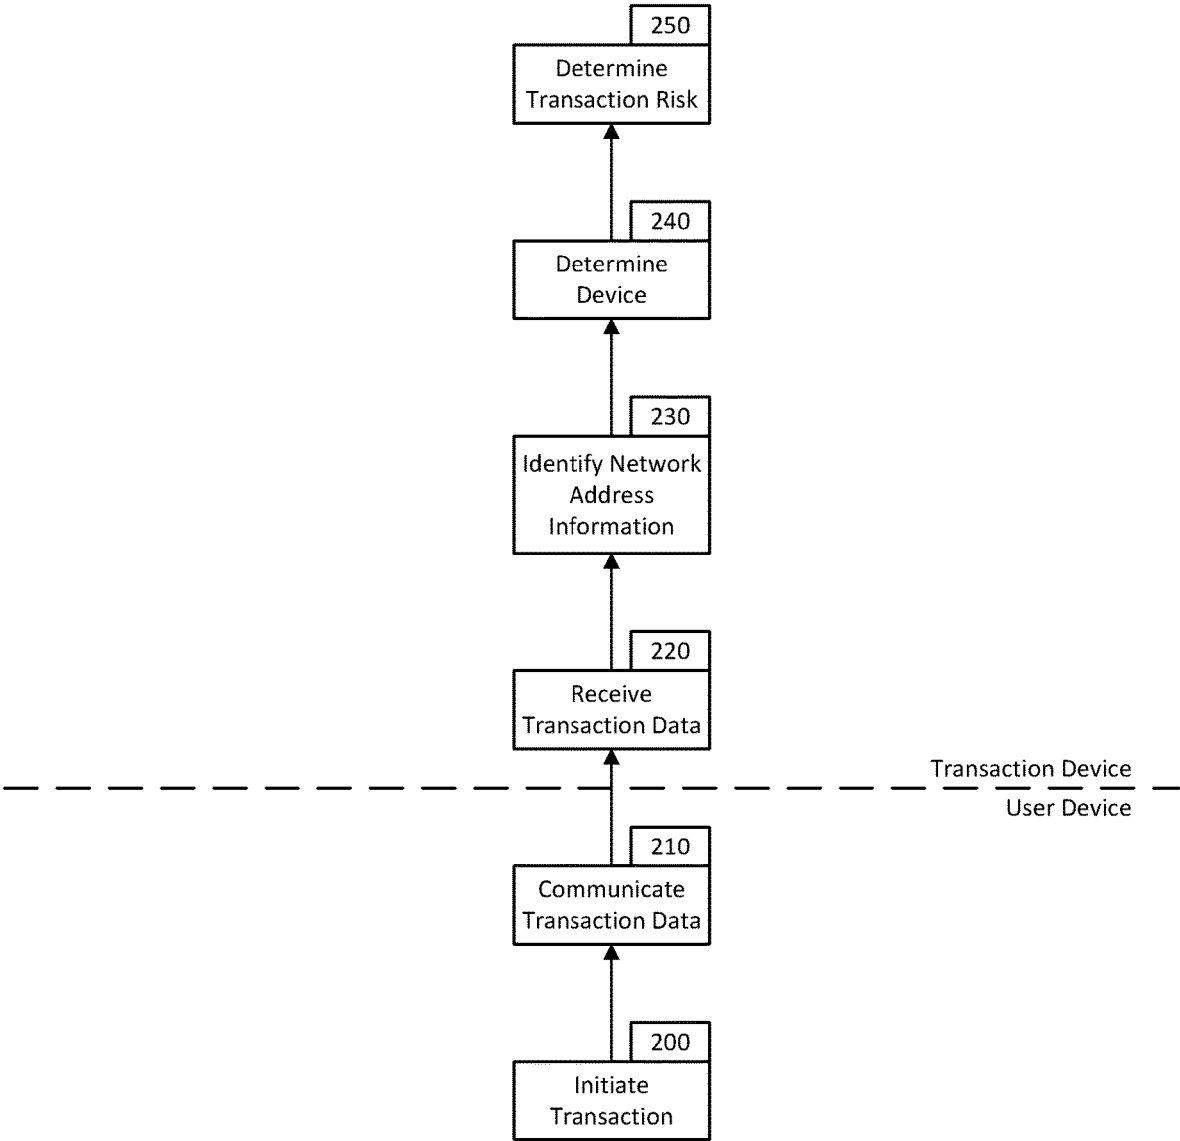 250
Determine
Transaction Risk
240
Determine
Device
230
Identify Network
Address
Information
220
Receive
Transaction Data
Transaction Device
User Device
210
Communicate
Transaction Data
200
Initiate
Transaction